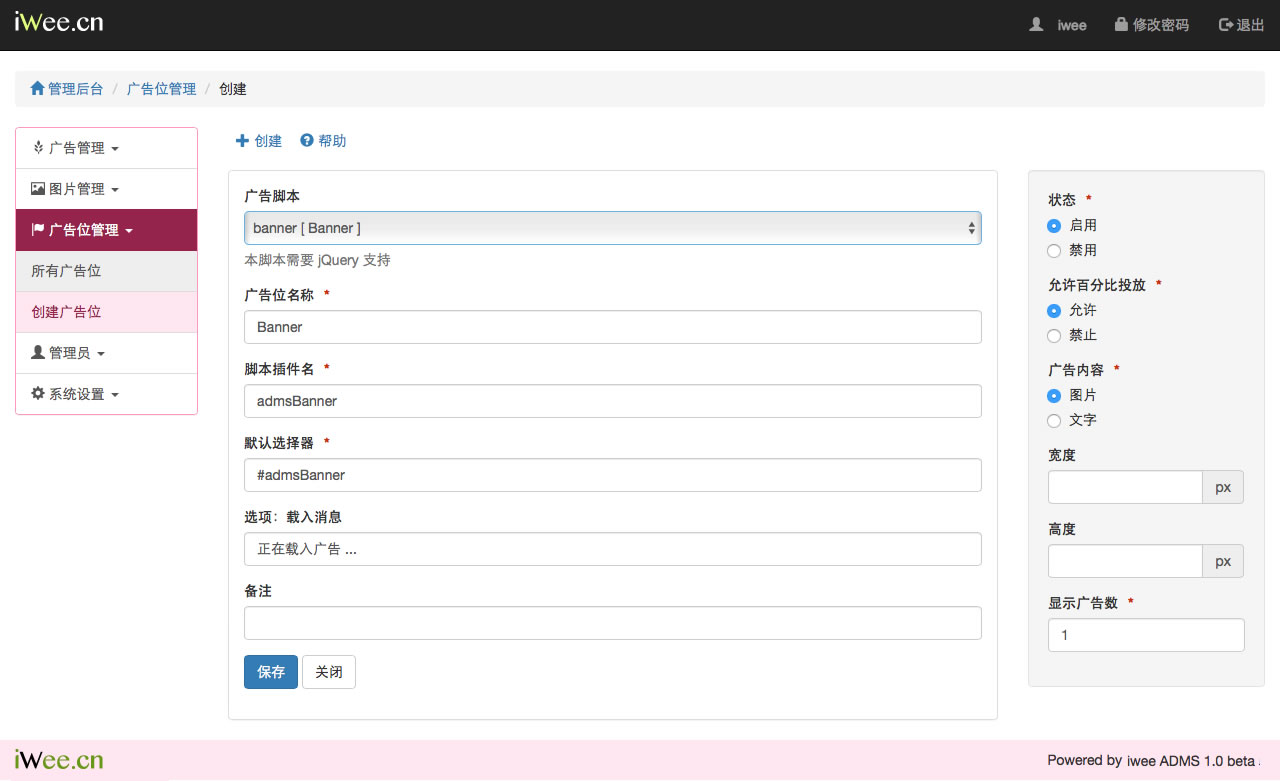 iWee.cn
iwee 修改密码 退出
管理后台 / 广告位管理 / 创建
广告管理
图片管理
广告位管理
所有广告位
创建广告位
管理员
系统设置
创建 帮助
广告脚本
banner [ Banner ]
本脚本需要 jQuery 支持
广告位名称 *
Banner
脚本插件名 *
admsBanner
默认选择器 *
#admsBanner
选项：载入消息
正在载入广告 ...
备注
保存 关闭
状态 *
启用
禁用
允许百分比投放 *
允许
禁止
广告内容 *
图片
文字
宽度
px
高度
px
显示广告数 *
1
iWee.cn
Powered by iwee ADMS 1.0 beta .